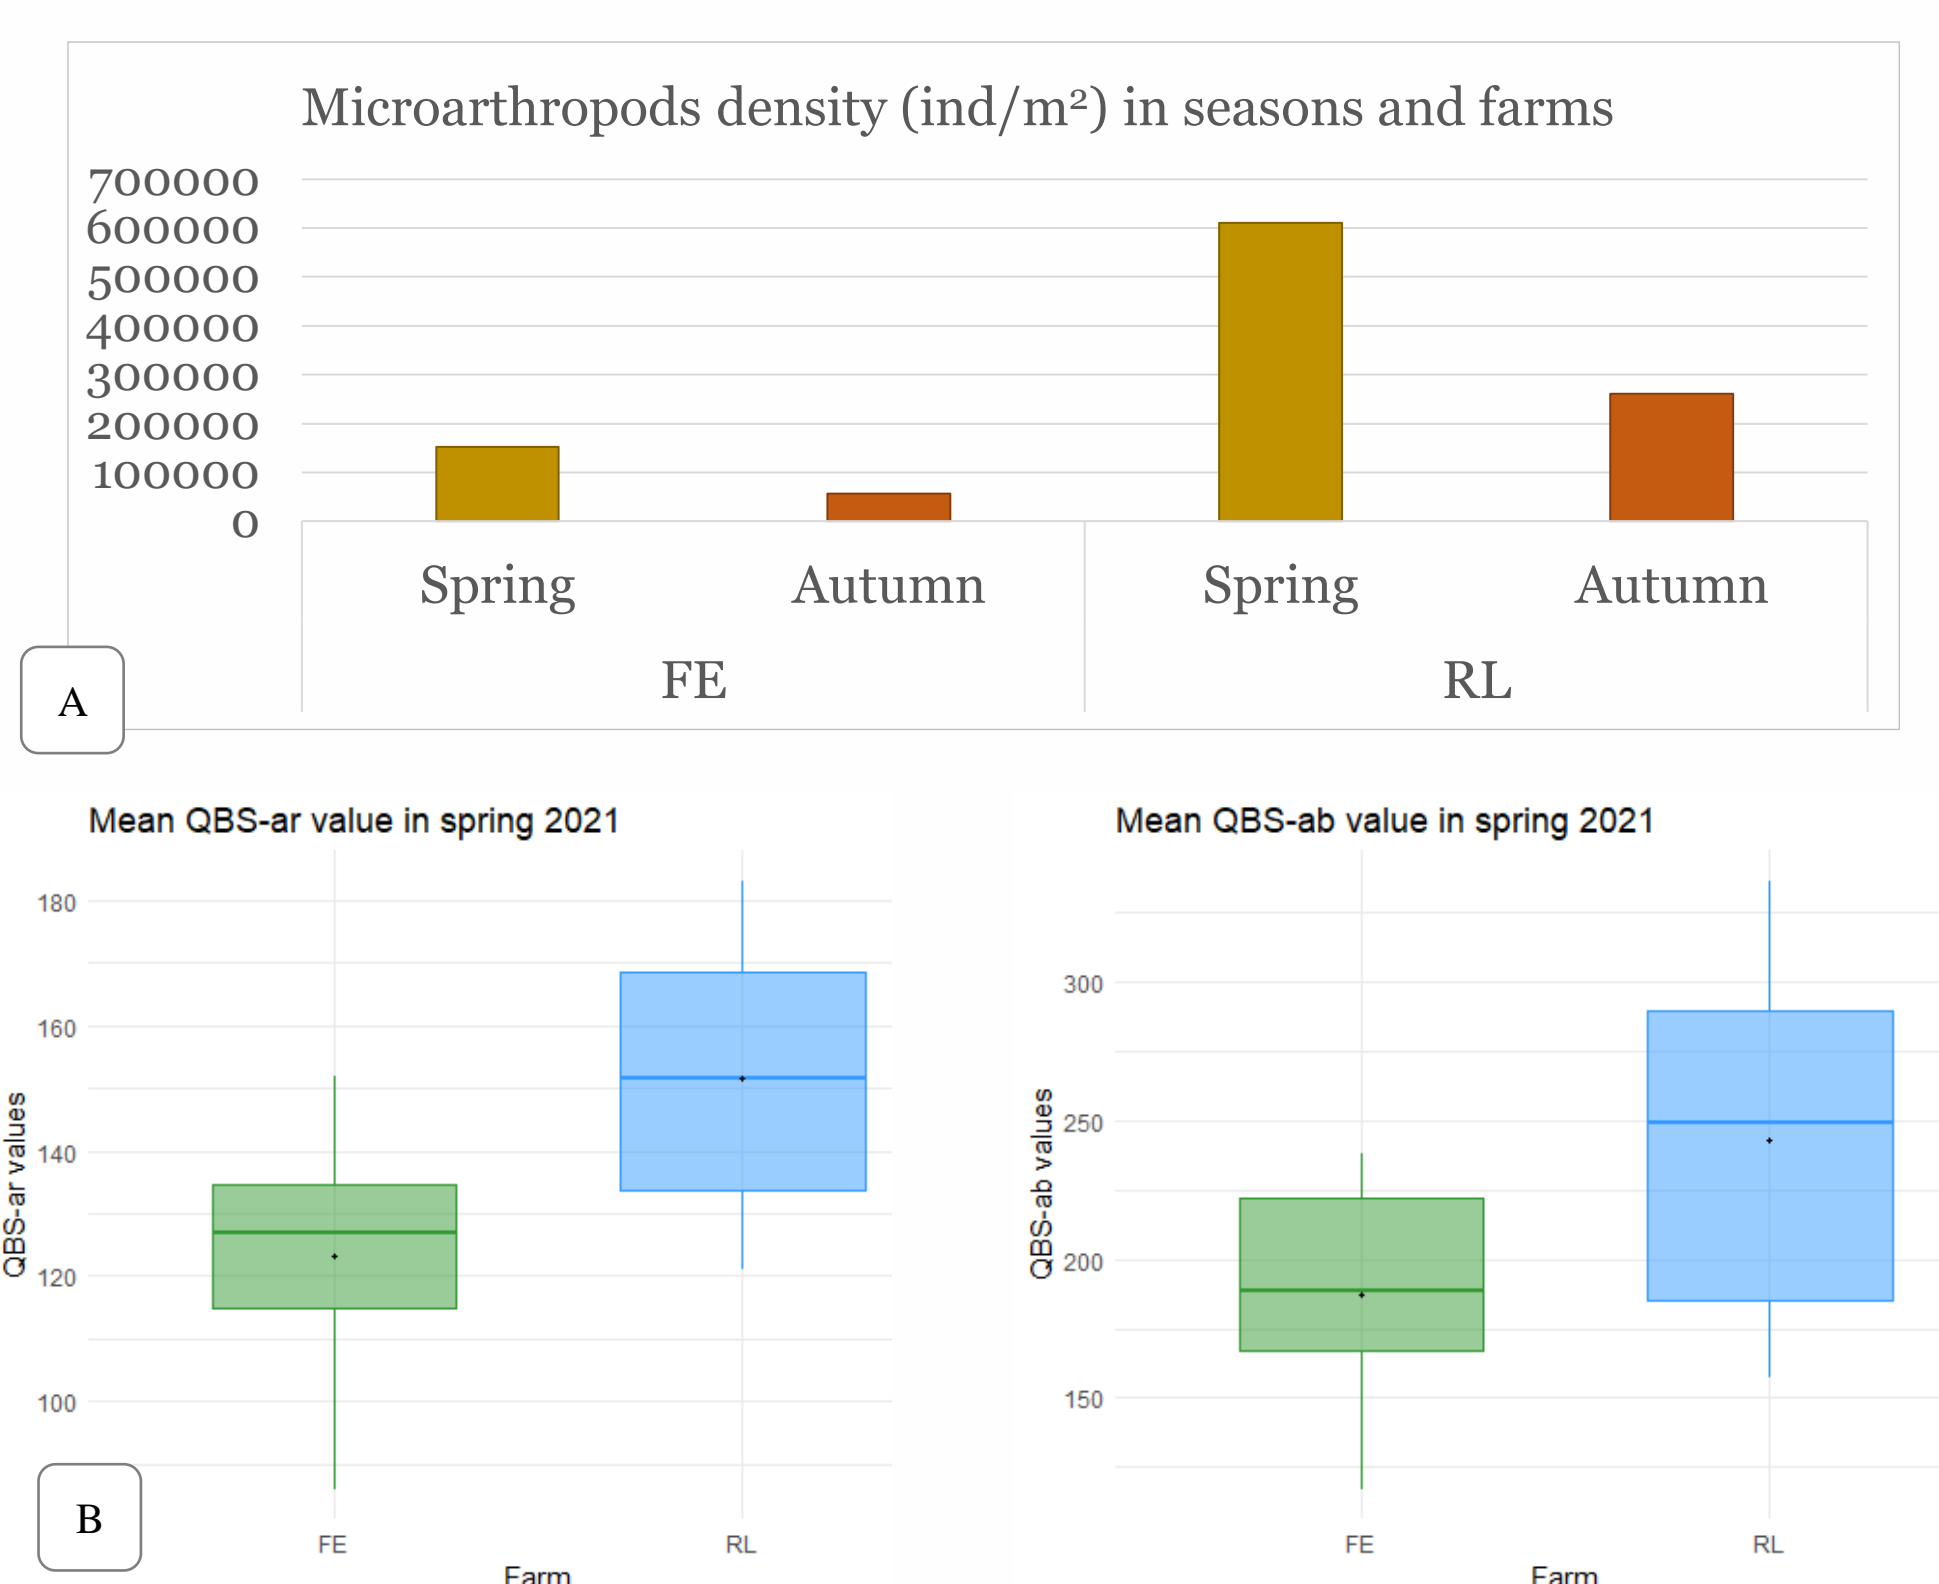 Microarthropods density (ind/m²) in seasons and farms
700000
600000
500000
400000
300000
200000
100000
0
Spring Autumn Spring Autumn
FE RL
A
Mean QBS-ar value in spring 2021
180
160
140
120
100
QBS-ar values
FE RL
Farm
B
Mean QBS-ab value in spring 2021
300
250
200
150
QBS-ab values
FE RL
Farm